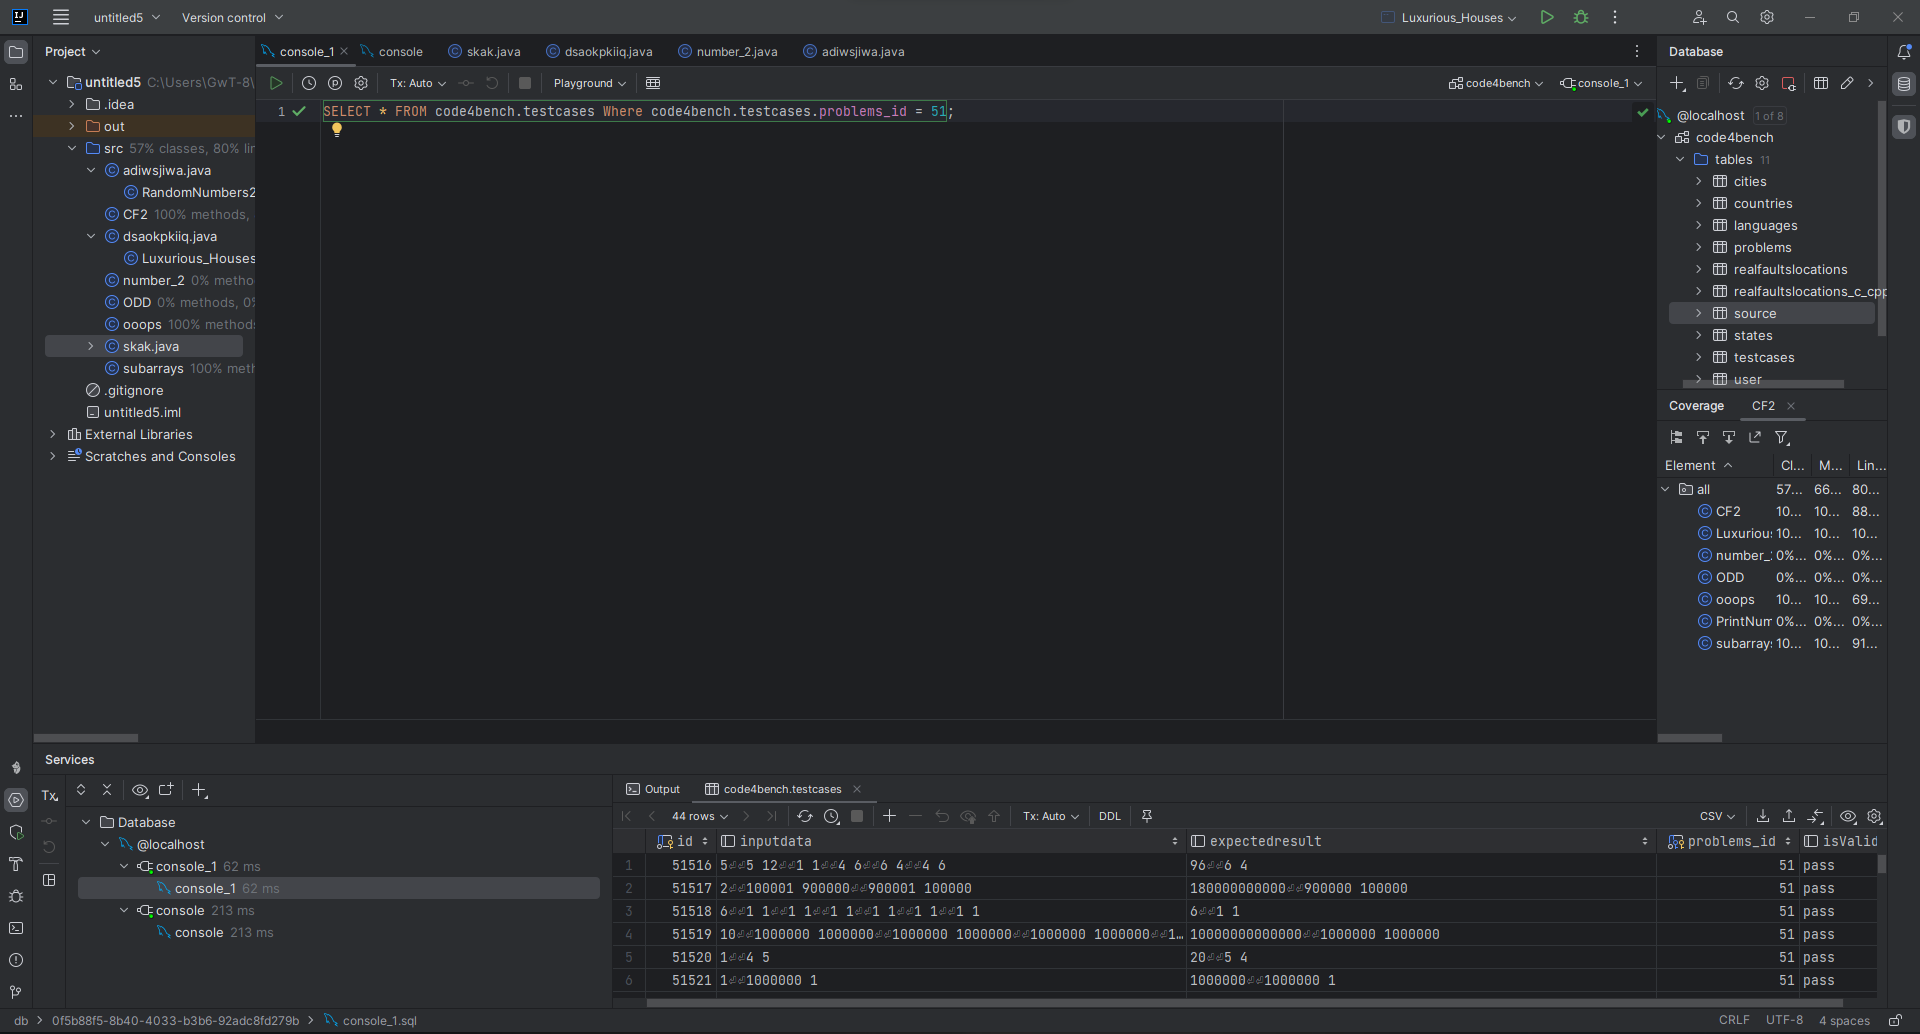 untitled5
Version control
Luxurious_Houses
Project
console_1
console
skak.java
dsaokpkiiq.java
number_2.java
adiwsjiwa.java
Database
Tx: Auto
Playground
code4bench
console_1
1 SELECT * FROM code4bench.testcases Where code4bench.testcases.problems_id = 51;
untitled5 C:\Users\GwT-8\
.idea
out
src 57% classes, 80% lir
adiwsjiwa.java
RandomNumbers2
CF2 100% methods,
dsaokpkiiq.java
Luxurious_Houses
number_2 0% metho
ODD 0% methods, 0%
ooops 100% methods
skak.java
subarrays 100% meth
.gitignore
untitled5.iml
External Libraries
Scratches and Consoles
@localhost 1 of 8
code4bench
tables 11
cities
countries
languages
problems
realfaultslocations
realfaultslocations_c_cpp
source
states
testcases
user
Coverage
CF2
Element Cl... M... Lin...
all 57... 66... 80...
CF2 10... 10... 88...
Luxurious 10... 10... 10...
number_ 0%... 0%... 0%...
ODD 0%... 0%... 0%...
ooops 10... 10... 69...
PrintNum 0%... 0%... 0%...
subarrays 10... 10... 91...
Services
Tx
Database
@localhost
console_1 62 ms
console_1 62 ms
console 213 ms
console 213 ms
Output
code4bench.testcases
44 rows
Tx: Auto
DDL
CSV
id inputdata expectedresult problems_id isValid
1 51516 5⏎⏎5 12⏎⏎1 1⏎⏎4 6⏎⏎6 4⏎⏎4 6 96⏎⏎6 4 51 pass
2 51517 2⏎⏎100001 900000⏎⏎900001 100000 180000000000⏎⏎900000 100000 51 pass
3 51518 6⏎⏎1 1⏎⏎1 1⏎⏎1 1⏎⏎1 1⏎⏎1 1⏎⏎1 1 6⏎⏎1 1 51 pass
4 51519 10⏎⏎1000000 1000000⏎⏎1000000 1000000⏎⏎1000000 1000000⏎⏎1… 10000000000000⏎⏎1000000 1000000 51 pass
5 51520 1⏎⏎4 5 20⏎⏎5 4 51 pass
6 51521 1⏎⏎1000000 1 1000000⏎⏎1000000 1 51 pass
db > 0f5b88f5-8b40-4033-b3b6-92adc8fd279b > console_1.sql
CRLF UTF-8 4 spaces